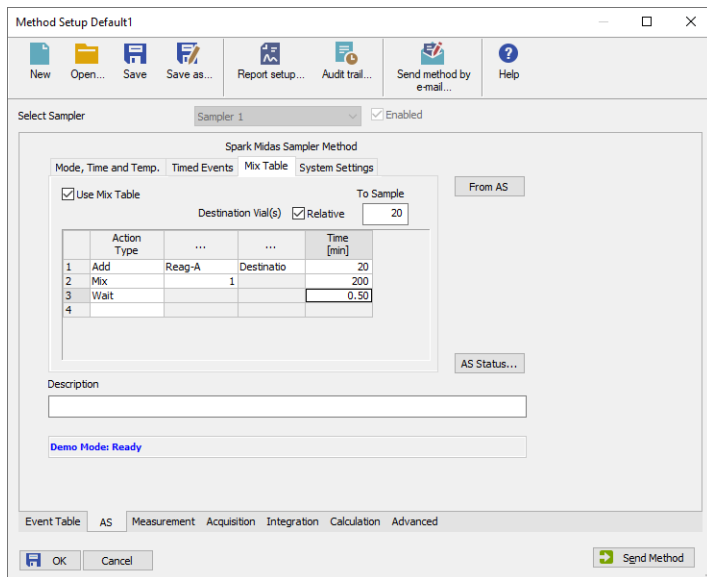 Method Setup Default1
New Open... Save Save as... Report setup... Audit trail... Send method by e-mail... Help
Select Sampler Sampler 1 Enabled
Spark Midas Sampler Method
Mode, Time and Temp. Timed Events Mix Table System Settings
From AS
Use Mix Table To Sample
Destination Vial(s) Relative 20
Action Type ... ... Time [min]
1 Add Reag-A Destinatio 20
2 Mix 1 200
3 Wait 0.50
4
AS Status...
Description
Demo Mode: Ready
Event Table AS Measurement Acquisition Integration Calculation Advanced
OK Cancel Send Method